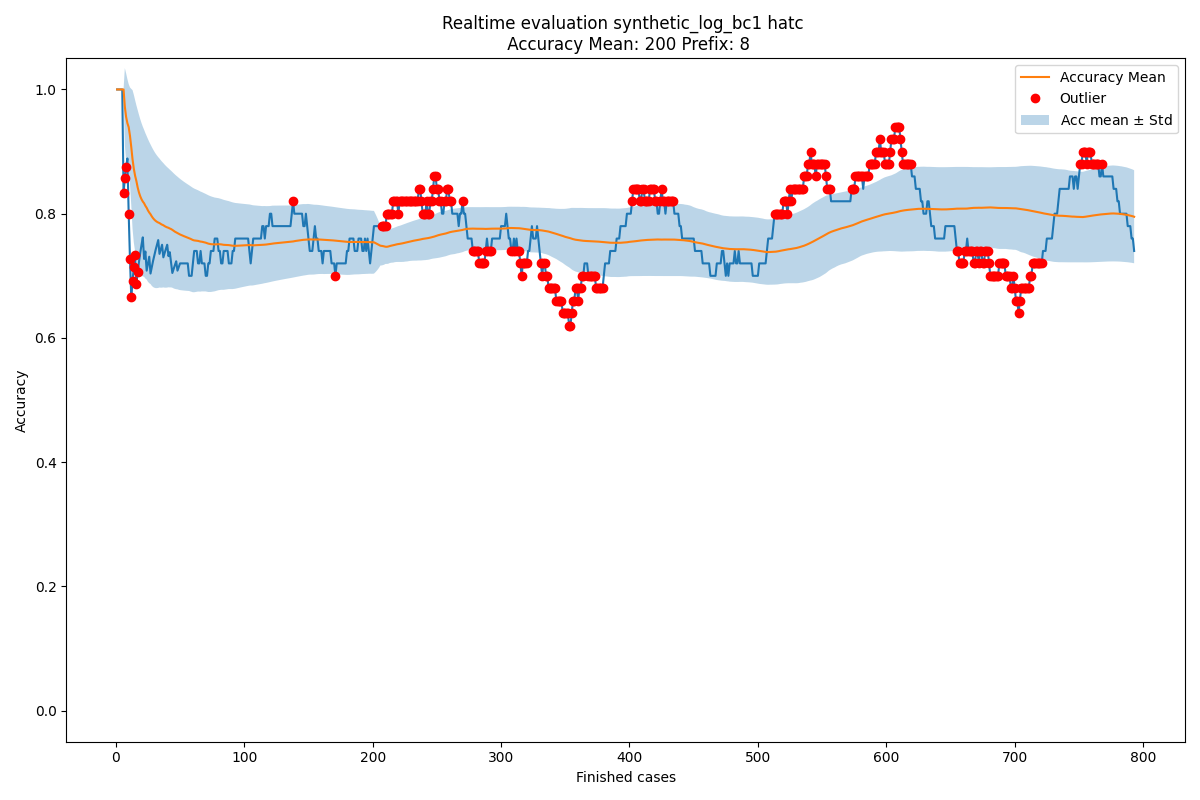 Realtime evaluation synthetic_log_bc1 hatc
Accuracy Mean: 200 Prefix: 8
Accuracy Mean
Outlier
Acc mean ± Std
1.0
0.8
0.6
0.4
0.2
0.0
Accuracy
0 100 200 300 400 500 600 700 800
Finished cases